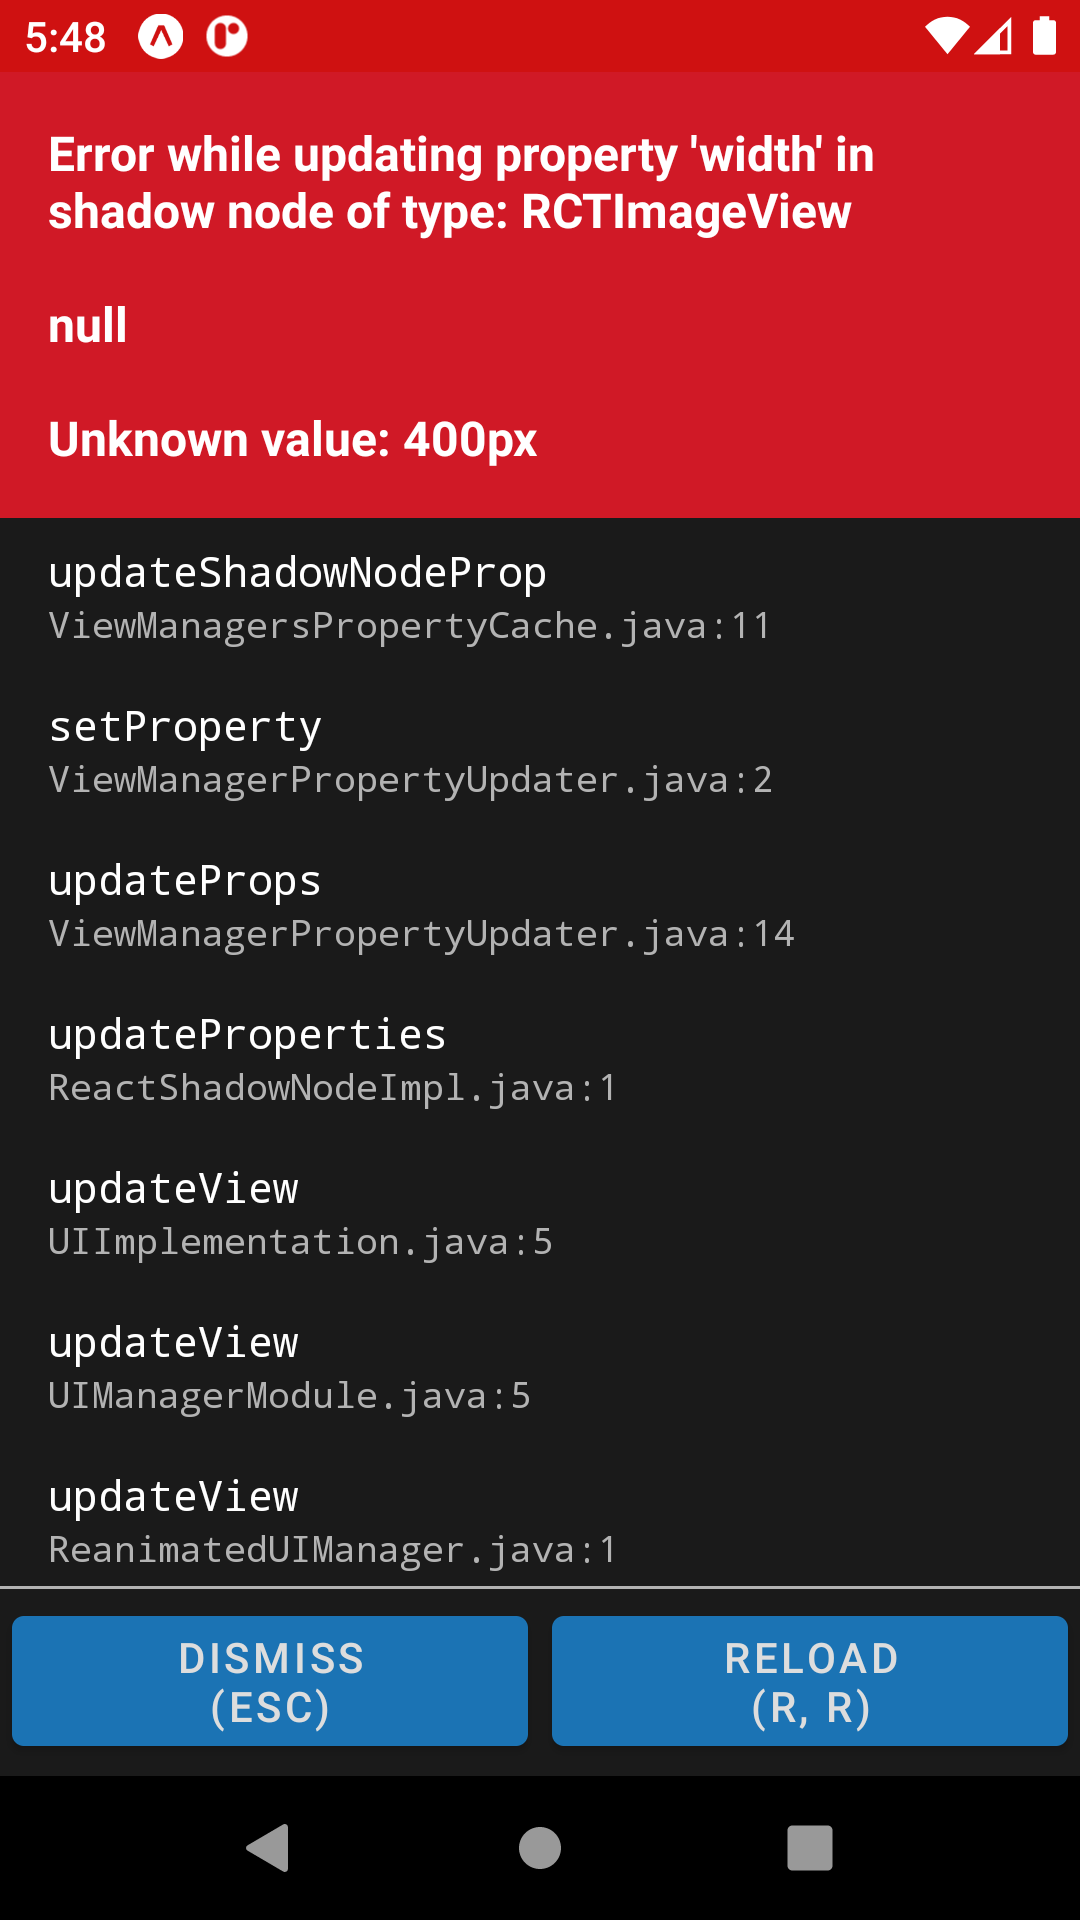 5:48
Error while updating property 'width' in
shadow node of type: RCTImageView
null
Unknown value: 400px
updateShadowNodeProp
ViewManagersPropertyCache.java:11
setProperty
ViewManagerPropertyUpdater.java:2
updateProps
ViewManagerPropertyUpdater.java:14
updateProperties
ReactShadowNodeImpl.java:1
updateView
UIImplementation.java:5
updateView
UIManagerModule.java:5
updateView
ReanimatedUIManager.java:1
DISMISS
(ESC)
RELOAD
(R, R)